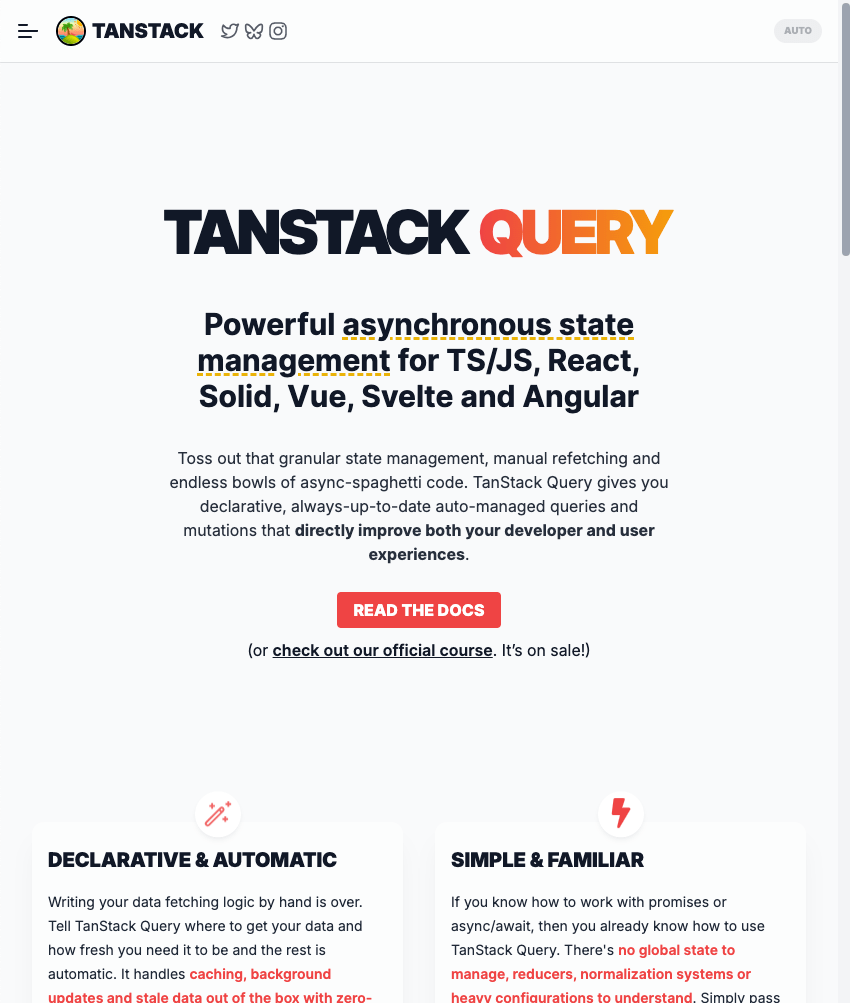 TANSTACK
AUTO
TANSTACK QUERY
Powerful asynchronous state
management for TS/JS, React,
Solid, Vue, Svelte and Angular
Toss out that granular state management, manual refetching and
endless bowls of async-spaghetti code. TanStack Query gives you
declarative, always-up-to-date auto-managed queries and
mutations that directly improve both your developer and user
experiences.
READ THE DOCS
(or check out our official course. It’s on sale!)
DECLARATIVE & AUTOMATIC
Writing your data fetching logic by hand is over.
Tell TanStack Query where to get your data and
how fresh you need it to be and the rest is
automatic. It handles caching, background
updates and stale data out of the box with zero-
SIMPLE & FAMILIAR
If you know how to work with promises or
async/await, then you already know how to use
TanStack Query. There's no global state to
manage, reducers, normalization systems or
heavy configurations to understand. Simply pass